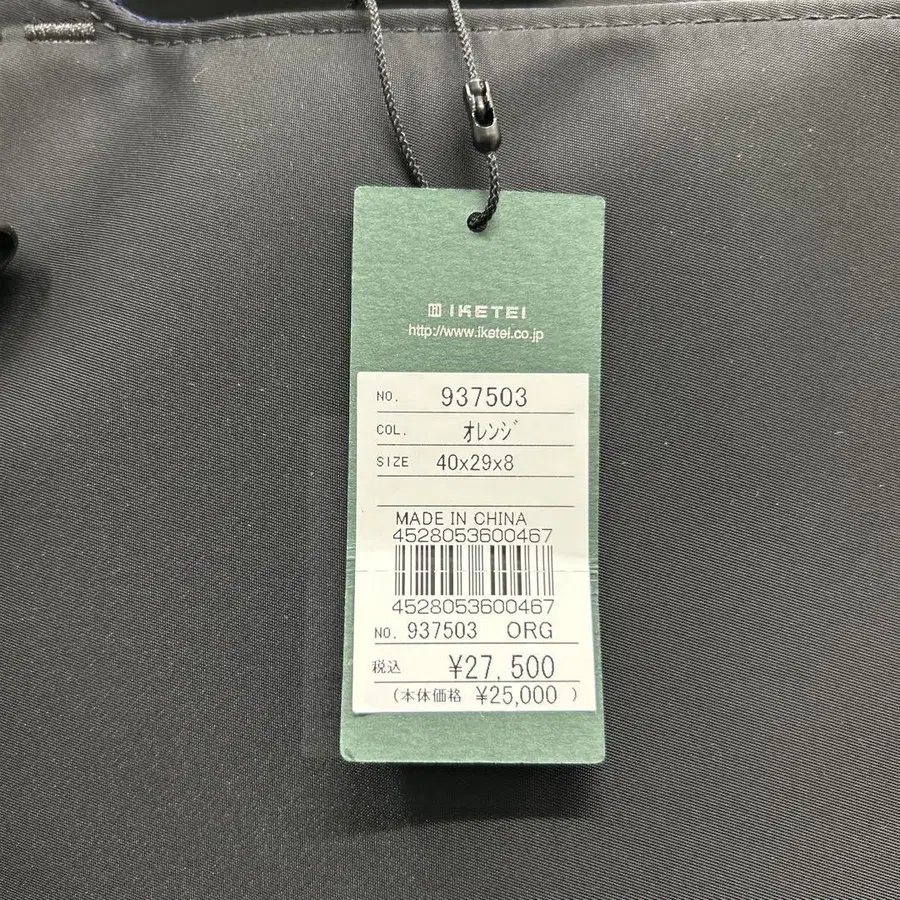 IKETEI
http://www.iketei.co.jp
NO. 937503
COL. オレンジ
SIZE 40x29x8
MADE IN CHINA
4528053600467
4528053600467
NO. 937503 ORG
税込 ¥27,500
(本体価格 ¥25,000 )